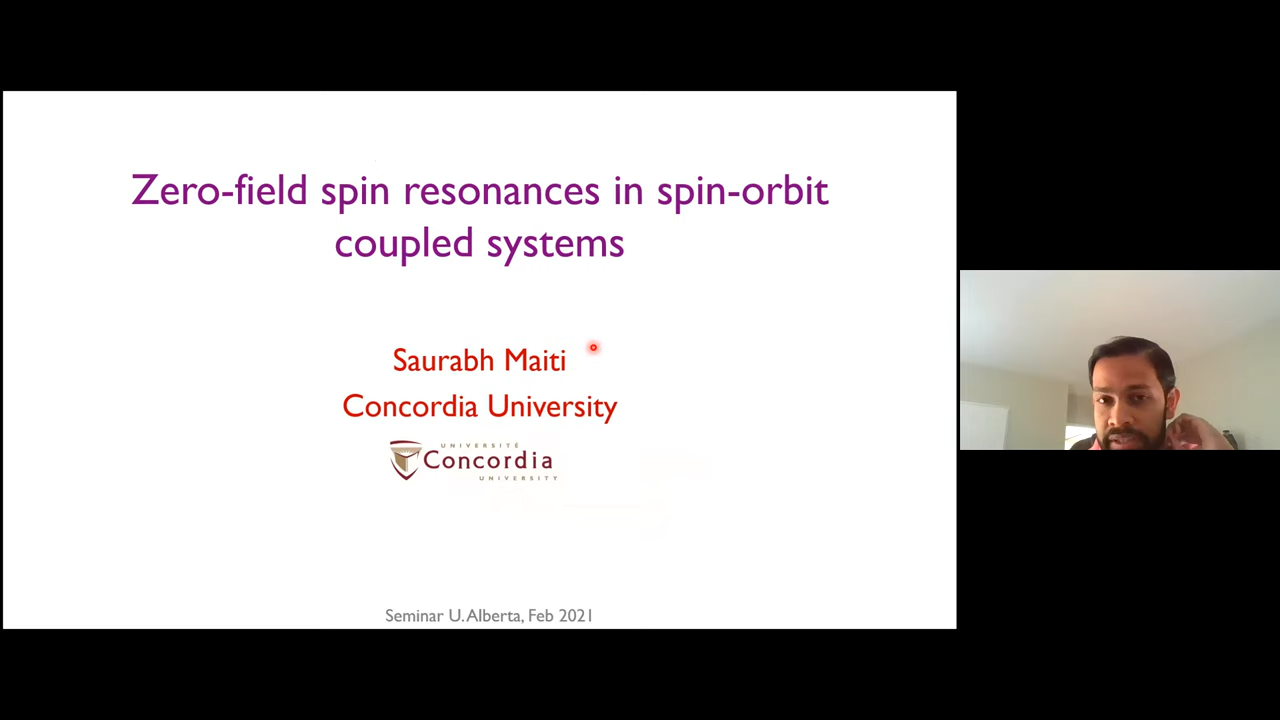 Zero-field spin resonances in spin-orbit
coupled systems
Saurabh Maiti
Concordia University
UNIVERSITÉ
Concordia
UNIVERSITY
Seminar U.Alberta, Feb 2021